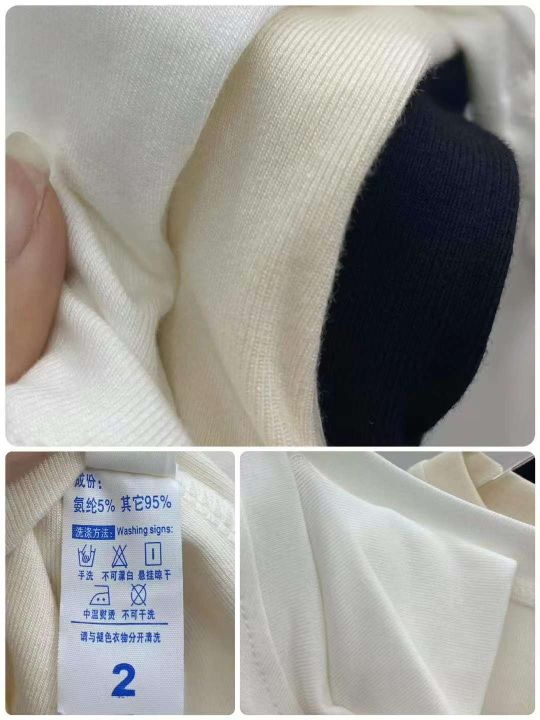 成份:
氨纶5% 其它95%
洗涤方法: Washing signs:
手洗 不可漂白 悬挂晾干
中温熨烫 不可干洗
请与褪色衣物分开清洗
2